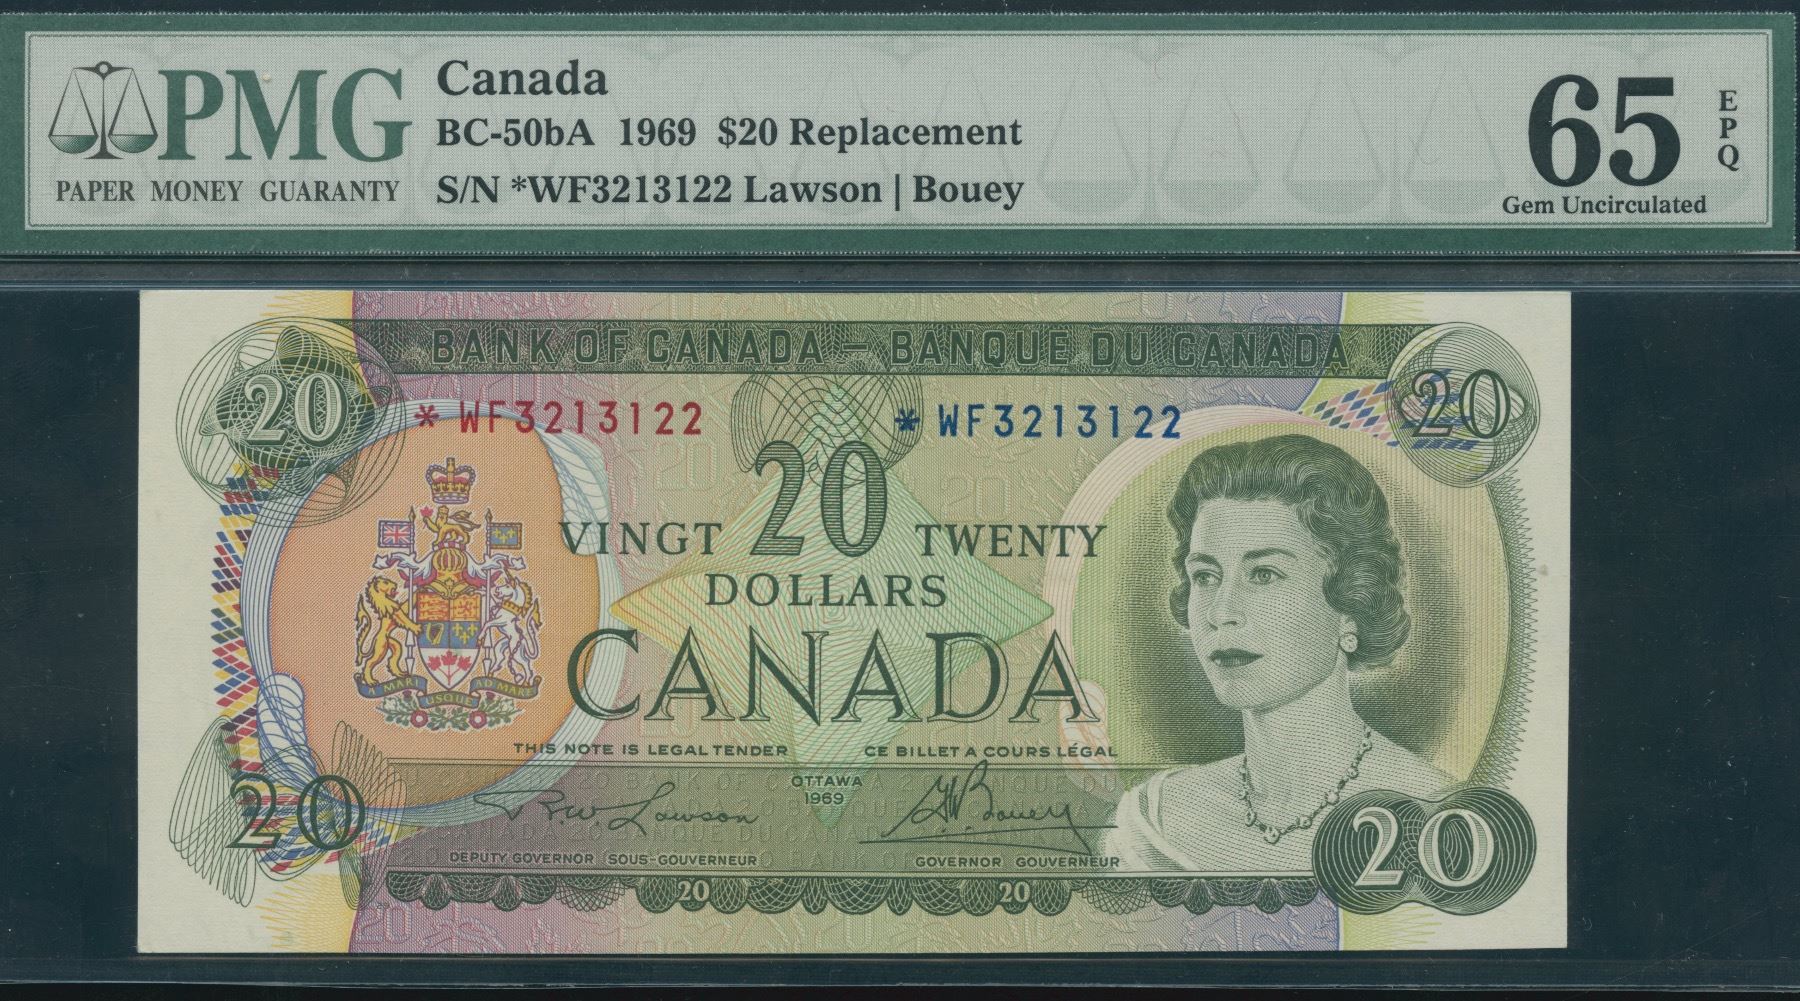 PMG
PAPER MONEY GUARANTY
Canada
BC-50bA 1969 $20 Replacement
S/N *WF3213122 Lawson | Bouey
65
EPQ
Gem Uncirculated
BANK OF CANADA – BANQUE DU CANADA
20 20
* WF3213122 * WF3213122
20
VINGT TWENTY
DOLLARS
CANADA
A MARI USQUE AD MARE
THIS NOTE IS LEGAL TENDER CE BILLET A COURS LÉGAL
OTTAWA
1969
20 R.W. Lawson G.W. Bouey 20
DEPUTY GOVERNOR SOUS-GOUVERNEUR GOVERNOR GOUVERNEUR
20 20